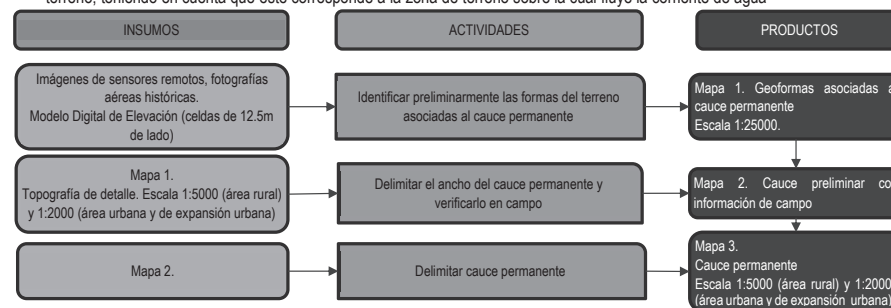 terreno, teniendo en cuenta que este corresponde a la zona de terreno sobre la cual fluye la corriente de agua
INSUMOS
ACTIVIDADES
PRODUCTOS
Imágenes de sensores remotos, fotografías
aéreas históricas.
Modelo Digital de Elevación (celdas de 12.5m
de lado)
Identificar preliminarmente las formas del terreno
asociadas al cauce permanente
Mapa 1. Geoformas asociadas a
cauce permanente
Escala 1:25000.
Mapa 1.
Topografía de detalle. Escala 1:5000 (área rural)
y 1:2000 (área urbana y de expansión urbana)
Delimitar el ancho del cauce permanente y
verificarlo en campo
Mapa 2. Cauce preliminar co
información de campo
Mapa 2.
Delimitar cauce permanente
Mapa 3.
Cauce permanente
Escala 1:5000 (área rural) y 1:2000
(área urbana y de expansión urbana)